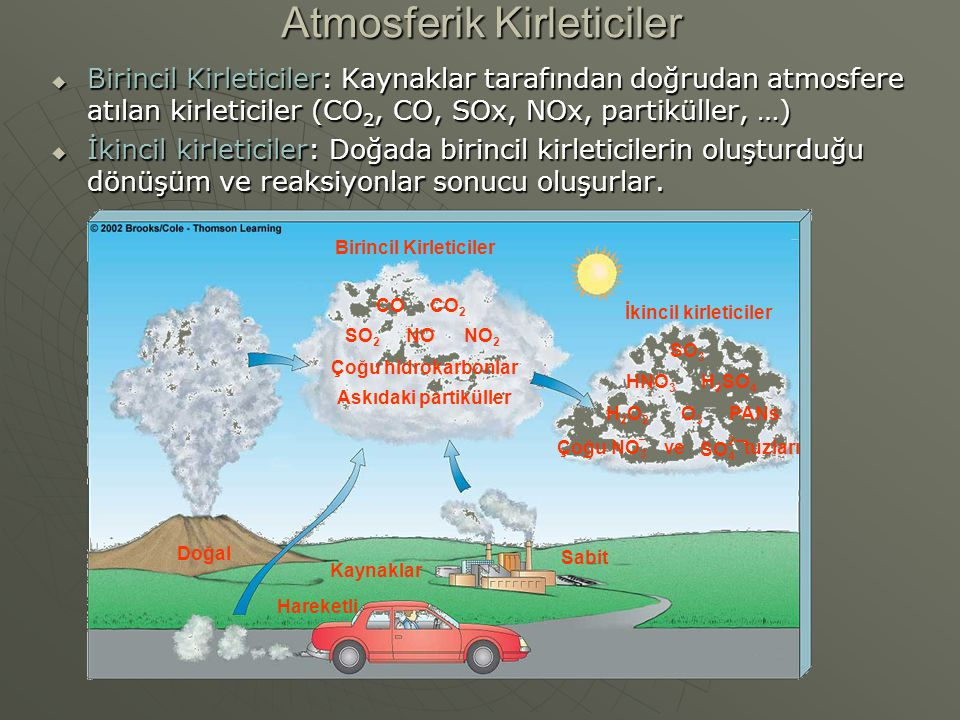 Atmosferik Kirleticiler
Birincil Kirleticiler: Kaynaklar tarafından doğrudan atmosfere
atılan kirleticiler (CO₂, CO, SOx, NOx, partiküller, …)
İkincil kirleticiler: Doğada birincil kirleticilerin oluşturduğu
dönüşüm ve reaksiyonlar sonucu oluşurlar.
© 2002 Brooks/Cole - Thomson Learning
Birincil Kirleticiler
CO CO₂
SO₂ NO NO₂
Çoğu hidrokarbonlar
Askıdaki partiküller
İkincil kirleticiler
SO₃
HNO₃ H₂SO₄
H₂O₂ O₃ PANs
Çoğu NO₃⁻ ve SO₄²⁻ tuzları
Doğal
Kaynaklar
Sabit
Hareketli